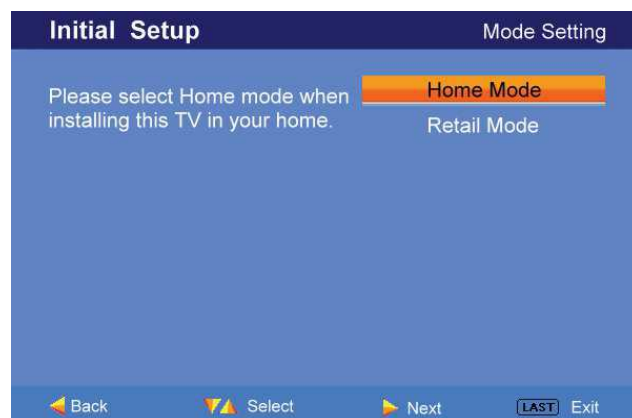 Initial Setup
Mode Setting
Please select Home mode when
installing this TV in your home.
Home Mode
Retail Mode
Back Select Next LAST Exit